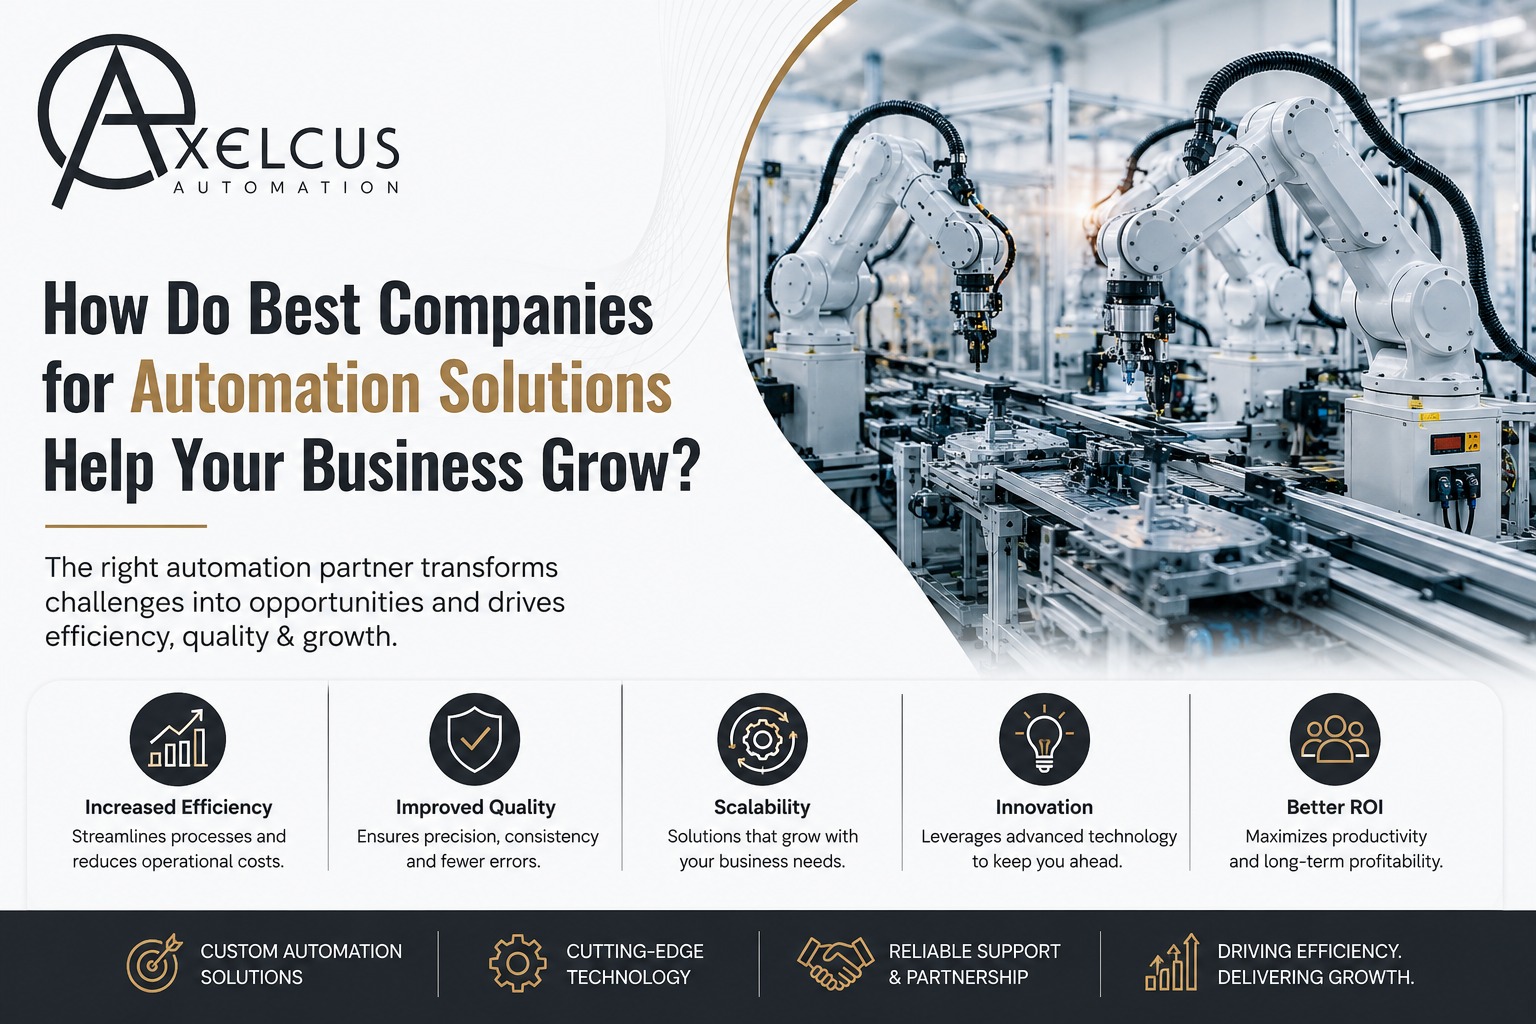 AXELCUS
AUTOMATION
How Do Best Companies
for Automation Solutions
Help Your Business Grow?
The right automation partner transforms
challenges into opportunities and drives
efficiency, quality & growth.
Increased Efficiency
Streamlines processes and
reduces operational costs.
Improved Quality
Ensures precision, consistency
and fewer errors.
Scalability
Solutions that grow with
your business needs.
Innovation
Leverages advanced technology
to keep you ahead.
Better ROI
Maximizes productivity
and long-term profitability.
CUSTOM AUTOMATION
SOLUTIONS
CUTTING-EDGE
TECHNOLOGY
RELIABLE SUPPORT
& PARTNERSHIP
DRIVING EFFICIENCY.
DELIVERING GROWTH.